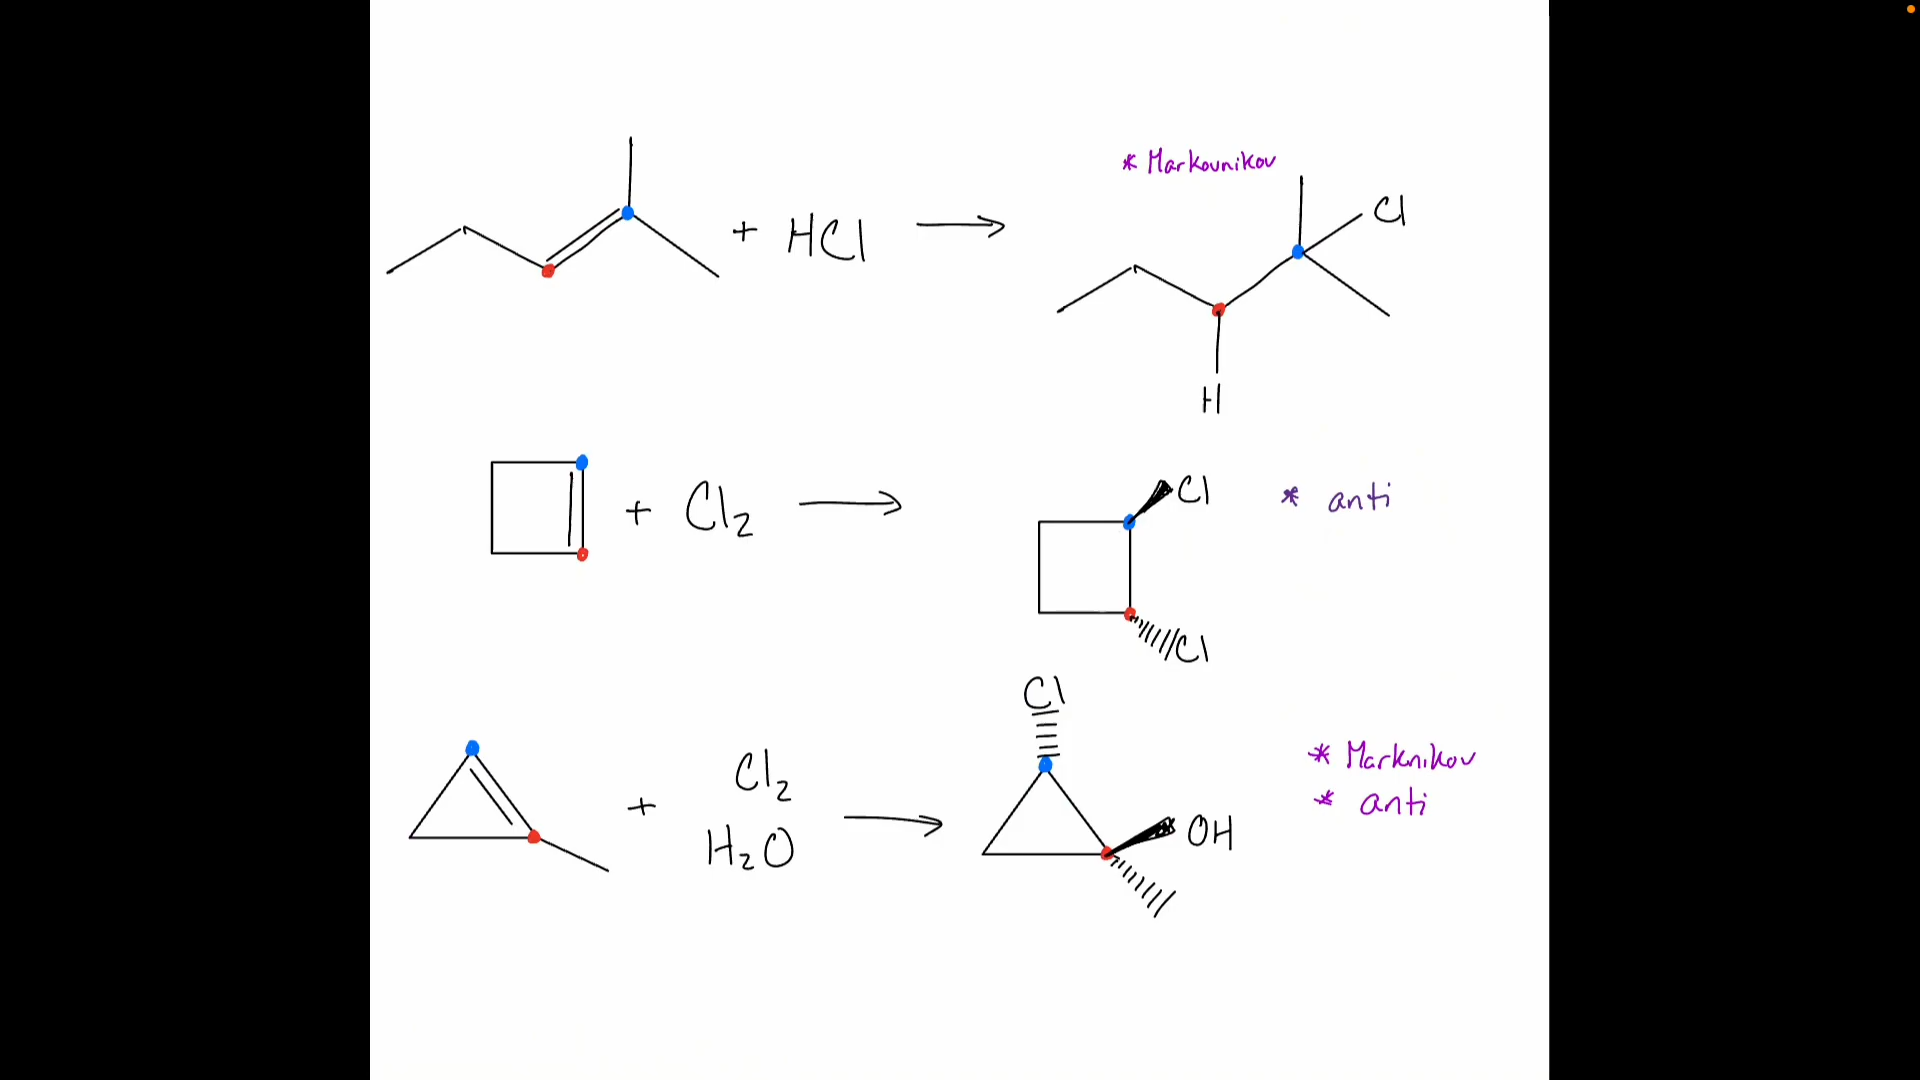 * Markovnikov
+ HCl
Cl
H
+ Cl₂
Cl
* anti
Cl
Cl
+
Cl₂
H₂O
OH
* Marknikov
* anti